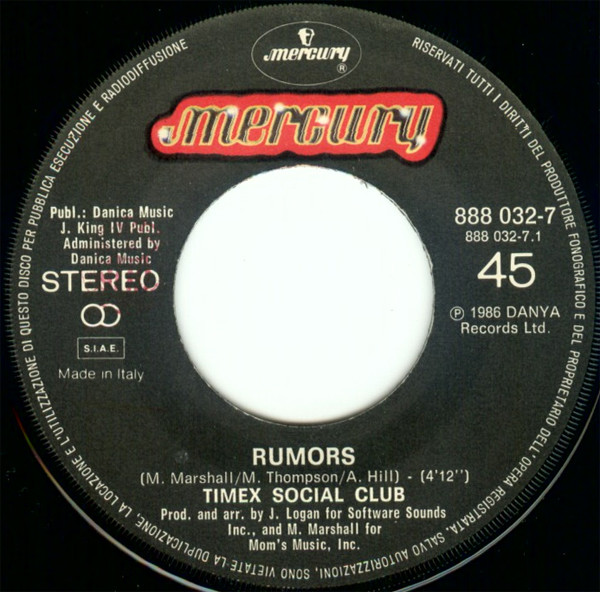 mercury
®
mercury
Publ.: Danica Music
J. King IV Publ.
Administered by
Danica Music
STEREO
S.I.A.E.
Made in Italy
888 032-7
888 032-7.1
45
℗ 1986 DANYA
Records Ltd.
RUMORS
(M. Marshall/M. Thompson/A. Hill) - (4'12'')
TIMEX SOCIAL CLUB
Prod. and arr. by J. Logan for Software Sounds
Inc., and M. Marshall for
Mom's Music, Inc.
RISERVATI TUTTI I DIRITTI DEL PRODUTTORE FONOGRAFICO E DEL PROPRIETARIO DELL'OPERA REGISTRATA. SALVO AUTORIZZAZIONI, SONO VIETATE LA DUPLICAZIONE, LA LOCAZIONE E L'UTILIZZAZIONE DI QUESTO DISCO PER PUBBLICA ESECUZIONE E RADIODIFFUSIONE